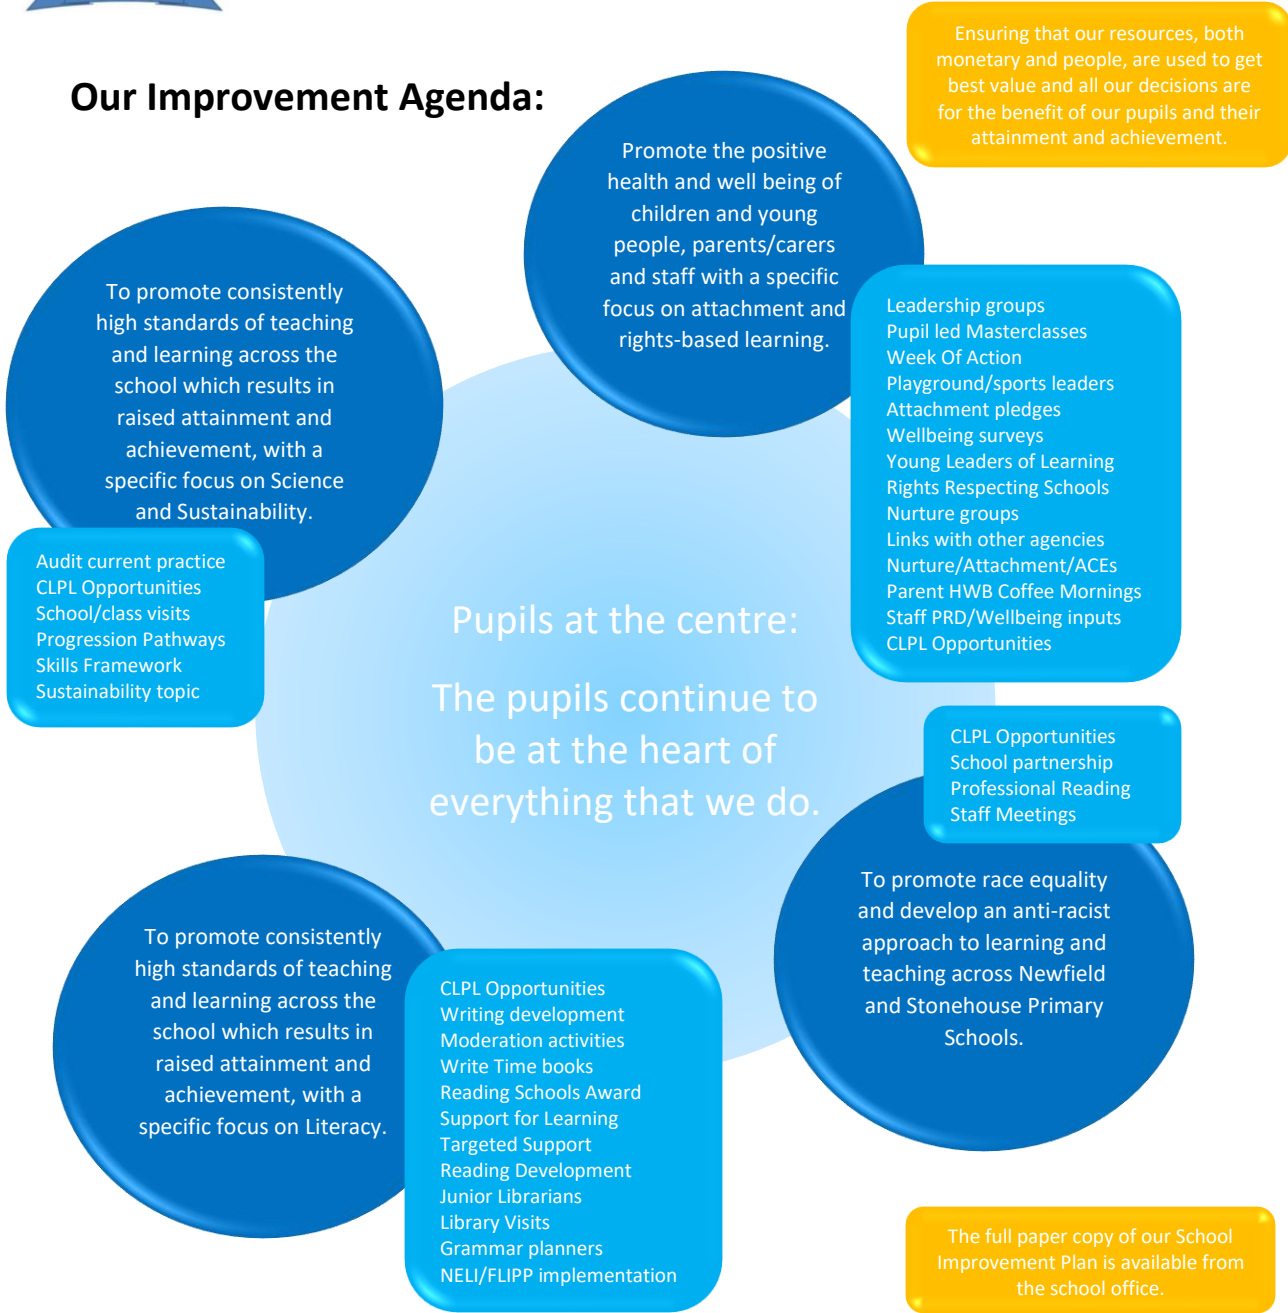 Our Improvement Agenda:
Ensuring that our resources, both
monetary and people, are used to get
best value and all our decisions are
for the benefit of our pupils and their
attainment and achievement.
Promote the positive
health and well being of
children and young
people, parents/carers
and staff with a specific
focus on attachment and
rights-based learning.
Leadership groups
Pupil led Masterclasses
Week Of Action
Playground/sports leaders
Attachment pledges
Wellbeing surveys
Young Leaders of Learning
Rights Respecting Schools
Nurture groups
Links with other agencies
Nurture/Attachment/ACEs
Parent HWB Coffee Mornings
Staff PRD/Wellbeing inputs
CLPL Opportunities
To promote consistently
high standards of teaching
and learning across the
school which results in
raised attainment and
achievement, with a
specific focus on Science
and Sustainability.
Audit current practice
CLPL Opportunities
School/class visits
Progression Pathways
Skills Framework
Sustainability topic
Pupils at the centre:
The pupils continue to
be at the heart of
everything that we do.
CLPL Opportunities
School partnership
Professional Reading
Staff Meetings
To promote race equality
and develop an anti-racist
approach to learning and
teaching across Newfield
and Stonehouse Primary
Schools.
To promote consistently
high standards of teaching
and learning across the
school which results in
raised attainment and
achievement, with a
specific focus on Literacy.
CLPL Opportunities
Writing development
Moderation activities
Write Time books
Reading Schools Award
Support for Learning
Targeted Support
Reading Development
Junior Librarians
Library Visits
Grammar planners
NELI/FLIPP implementation
The full paper copy of our School
Improvement Plan is available from
the school office.